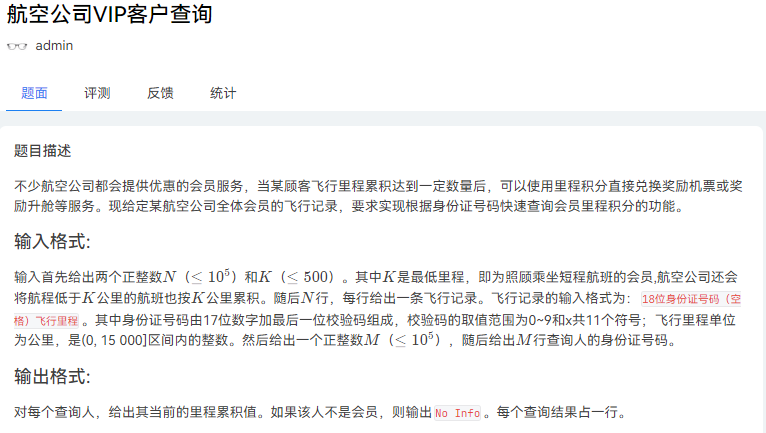 航空公司VIP客户查询
admin
题面 评测 反馈 统计
题目描述
不少航空公司都会提供优惠的会员服务，当某顾客飞行里程累积达到一定数量后，可以使用里程积分直接兑换奖励机票或奖
励升舱等服务。现给定某航空公司全体会员的飞行记录，要求实现根据身份证号码快速查询会员里程积分的功能。
输入格式:
输入首先给出两个正整数N（≤ 10⁵）和K（≤ 500）。其中K是最低里程，即为照顾乘坐短程航班的会员,航空公司还会
将航程低于K公里的航班也按K公里累积。随后N行，每行给出一条飞行记录。飞行记录的输入格式为：18位身份证号码（空
格）飞行里程。其中身份证号码由17位数字加最后一位校验码组成，校验码的取值范围为0~9和x共11个符号；飞行里程单位
为公里，是(0, 15 000]区间内的整数。然后给出一个正整数M（≤ 10⁵），随后给出M行查询人的身份证号码。
输出格式:
对每个查询人，给出其当前的里程累积值。如果该人不是会员，则输出No Info。每个查询结果占一行。